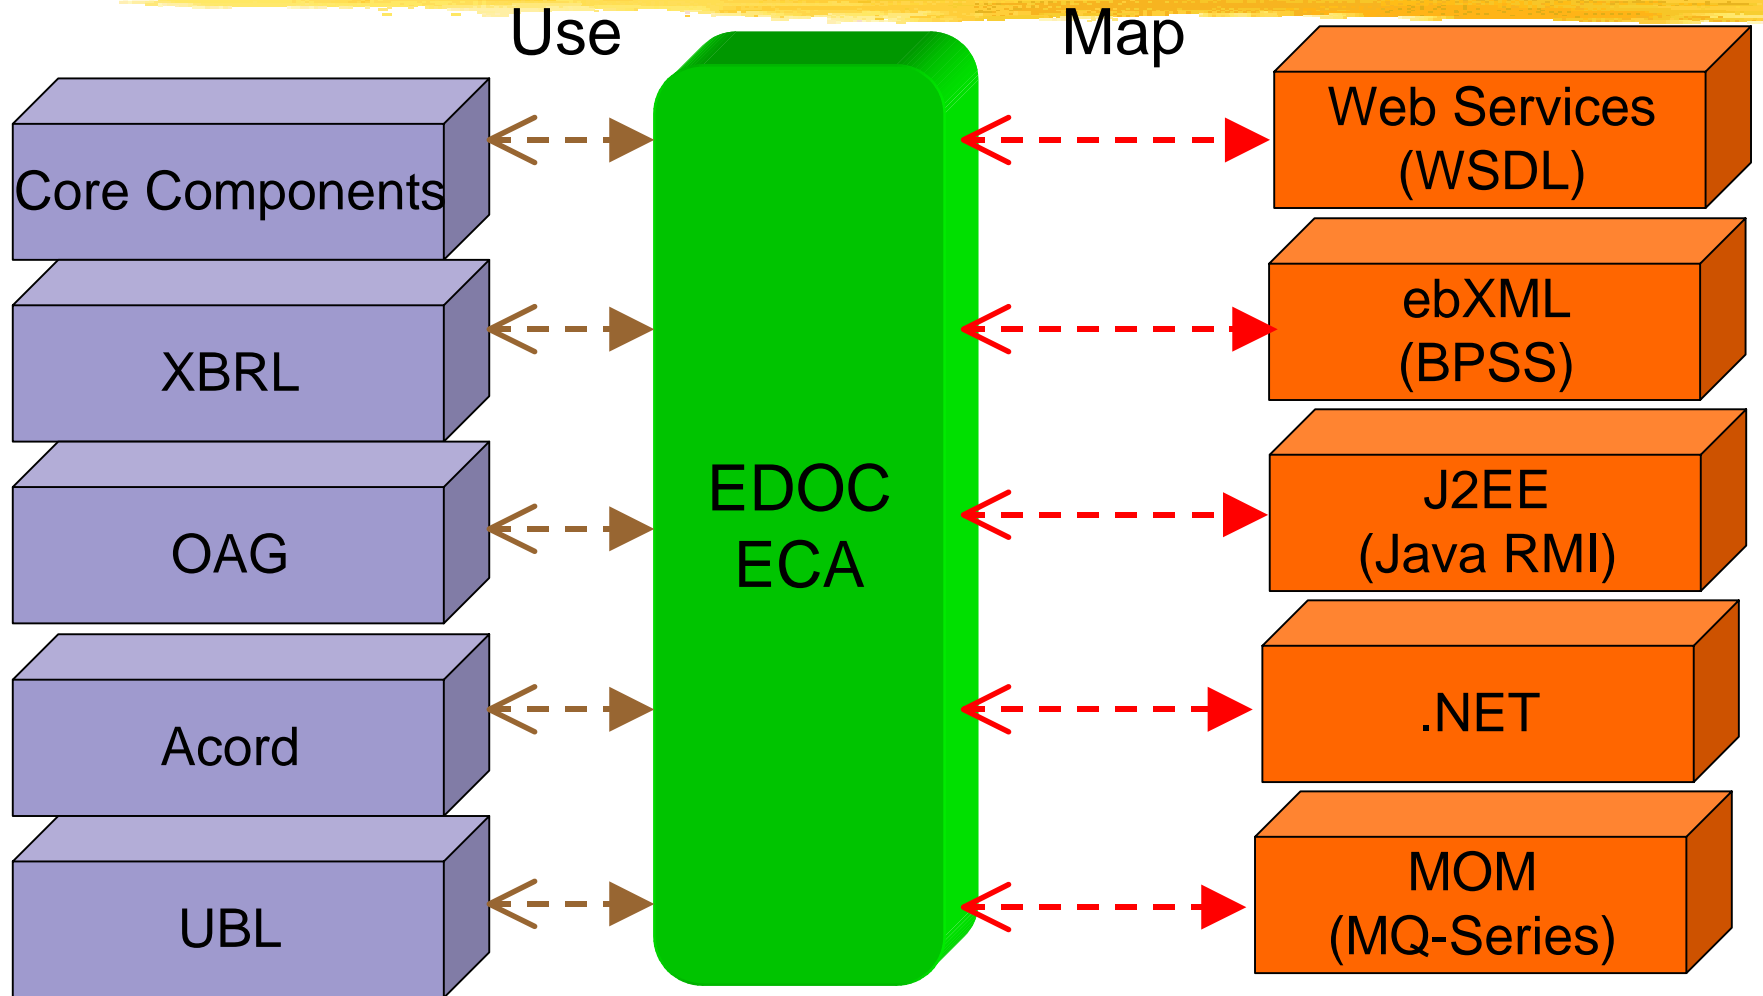 Use
Map
Core Components
XBRL
OAG
Acord
UBL
EDOC
ECA
Web Services
(WSDL)
ebXML
(BPSS)
J2EE
(Java RMI)
.NET
MOM
(MQ-Series)